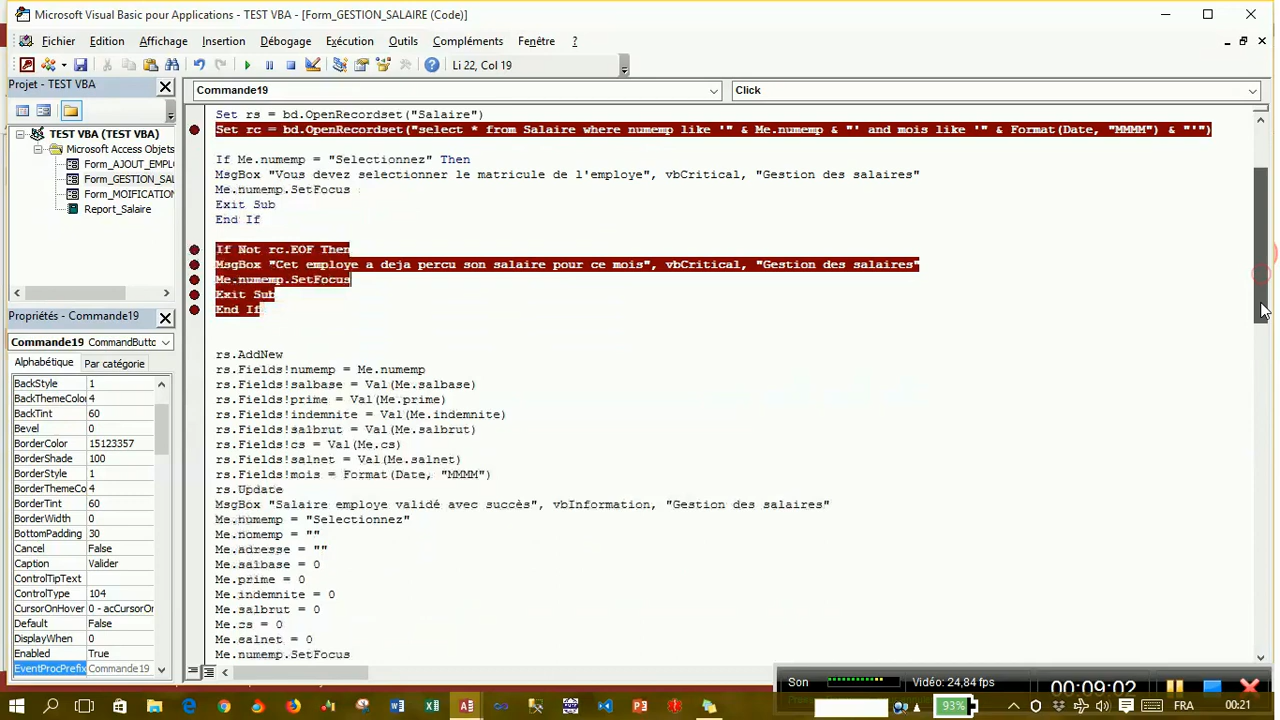 Microsoft Visual Basic pour Applications - TEST VBA - [Form_GESTION_SALAIRE (Code)]
Fichier Edition Affichage Insertion Débogage Exécution Outils Compléments Fenêtre ?
Li 22, Col 19
Projet - TEST VBA
TEST VBA (TEST VBA)
Microsoft Access Objets
Form_AJOUT_EMPL
Form_GESTION_SAL
Form_MOIFICATION
Report_Salaire
Propriétés - Commande19
Commande19 CommandButto
Alphabétique Par catégorie
BackStyle 1
BackThemeColo 4
BackTint 60
Bevel 0
BorderColor 15123357
BorderShade 100
BorderStyle 1
BorderThemeCo 4
BorderTint 60
BorderWidth 0
BottomPadding 30
Cancel False
Caption Valider
ControlTipText
ControlType 104
CursorOnHover 0 - acCursorOn
Default False
DisplayWhen 0
Enabled True
EventProcPrefix Commande19
Commande19 Click
Set rs = bd.OpenRecordset("Salaire")
Set rc = bd.OpenRecordset("select * from Salaire where numemp like '" & Me.numemp & "' and mois like '" & Format(Date, "MMMM") & "'")
If Me.numemp = "Selectionnez" Then
MsgBox "Vous devez selectionner le matricule de l'employe", vbCritical, "Gestion des salaires"
Me.numemp.SetFocus
Exit Sub
End If
If Not rc.EOF Then
MsgBox "Cet employe a deja percu son salaire pour ce mois", vbCritical, "Gestion des salaires"
Me.numemp.SetFocus
Exit Sub
End If
rs.AddNew
rs.Fields!numemp = Me.numemp
rs.Fields!salbase = Val(Me.salbase)
rs.Fields!prime = Val(Me.prime)
rs.Fields!indemnite = Val(Me.indemnite)
rs.Fields!salbrut = Val(Me.salbrut)
rs.Fields!cs = Val(Me.cs)
rs.Fields!salnet = Val(Me.salnet)
rs.Fields!mois = Format(Date, "MMMM")
rs.Update
MsgBox "Salaire employe validé avec succès", vbInformation, "Gestion des salaires"
Me.numemp = "Selectionnez"
Me.nomemp = ""
Me.adresse = ""
Me.salbase = 0
Me.prime = 0
Me.indemnite = 0
Me.salbrut = 0
Me.cs = 0
Me.salnet = 0
Me.numemp.SetFocus
Son Vidéo: 24,84 fps 00:09:02
93% FRA 00:21